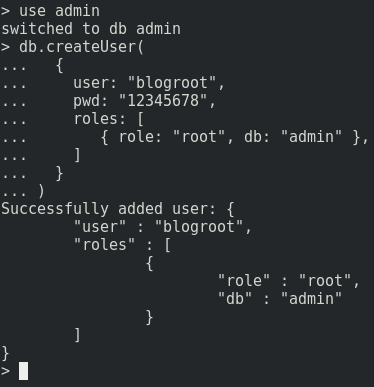 > use admin
switched to db admin
> db.createUser(
...   {
...     user: "blogroot",
...     pwd: "12345678",
...     roles: [
...        { role: "root", db: "admin" },
...     ]
...   }
... )
Successfully added user: {
        "user" : "blogroot",
        "roles" : [
                {
                        "role" : "root",
                        "db" : "admin"
                }
        ]
}
>